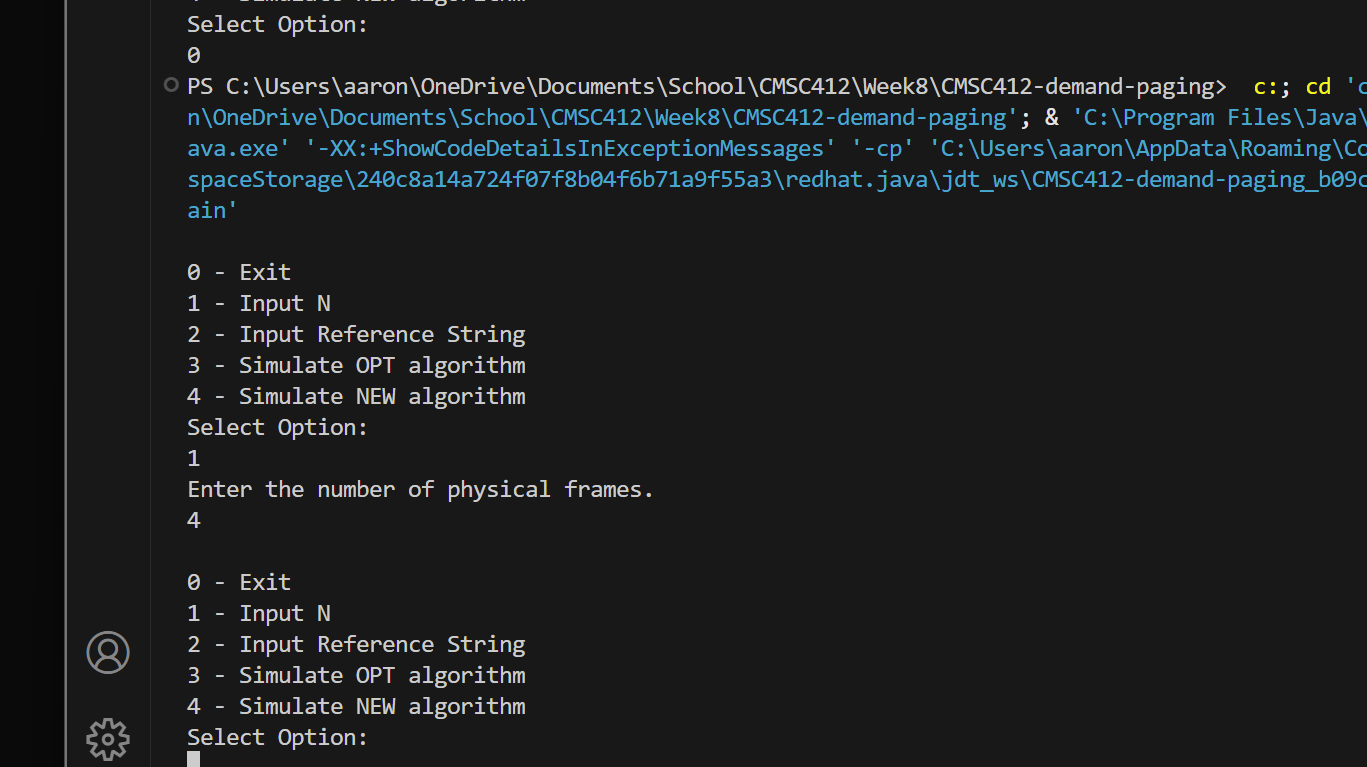 Select Option:
0
PS C:\Users\aaron\OneDrive\Documents\School\CMSC412\Week8\CMSC412-demand-paging>  c:; cd 'c
n\OneDrive\Documents\School\CMSC412\Week8\CMSC412-demand-paging'; & 'C:\Program Files\Java\
ava.exe' '-XX:+ShowCodeDetailsInExceptionMessages' '-cp' 'C:\Users\aaron\AppData\Roaming\Co
spaceStorage\240c8a14a724f07f8b04f6b71a9f55a3\redhat.java\jdt_ws\CMSC412-demand-paging_b09c
ain'
0 - Exit
1 - Input N
2 - Input Reference String
3 - Simulate OPT algorithm
4 - Simulate NEW algorithm
Select Option:
1
Enter the number of physical frames.
4
0 - Exit
1 - Input N
2 - Input Reference String
3 - Simulate OPT algorithm
4 - Simulate NEW algorithm
Select Option: